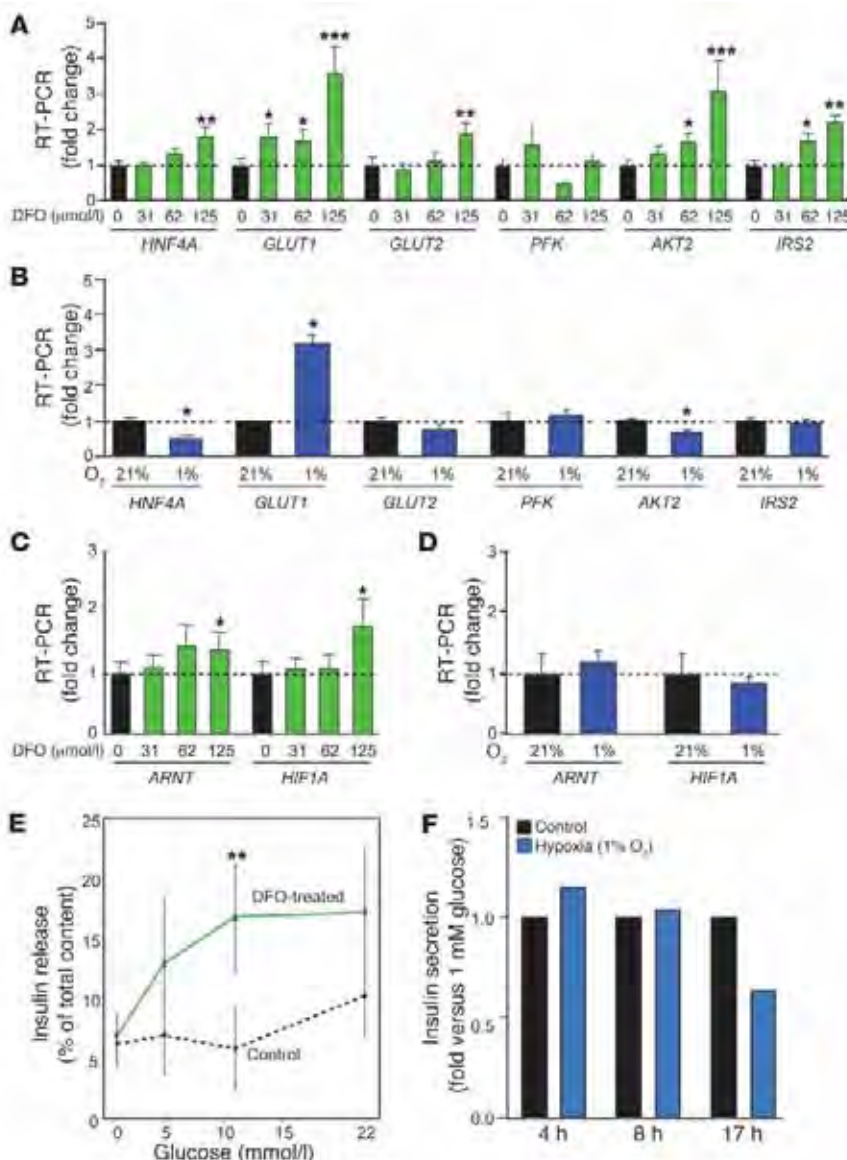 A
RT-PCR
(fold change)
5
4
3
2
1
0
* * *** ** ** * *** * **
DFO (μmol/l) 0 31 62 125 0 31 62 125 0 31 62 125 0 31 62 125 0 31 62 125 0 31 62 125
HNF4A GLUT1 GLUT2 PFK AKT2 IRS2
B
RT-PCR
(fold change)
5
3
2
1
0
* * *
O2 21% 1% 21% 1% 21% 1% 21% 1% 21% 1% 21% 1%
HNF4A GLUT1 GLUT2 PFK AKT2 IRS2
C
RT-PCR
(fold change)
3
2
1
0
* *
DFO (μmol/l) 0 31 62 125 0 31 62 125
ARNT HIF1A
D
RT-PCR
(fold change)
3
2
1
0
O2 21% 1% 21% 1%
ARNT HIF1A
E
Insulin release
(% of total content)
25
20
15
10
5
0
**
DFO-treated
Control
0 5 10 15 22
Glucose (mmol/l)
F
Insulin secretion
(fold versus 1 mM glucose)
1.5
1.0
0.5
0.0
Control
Hypoxia (1% O2)
4 h 8 h 17 h